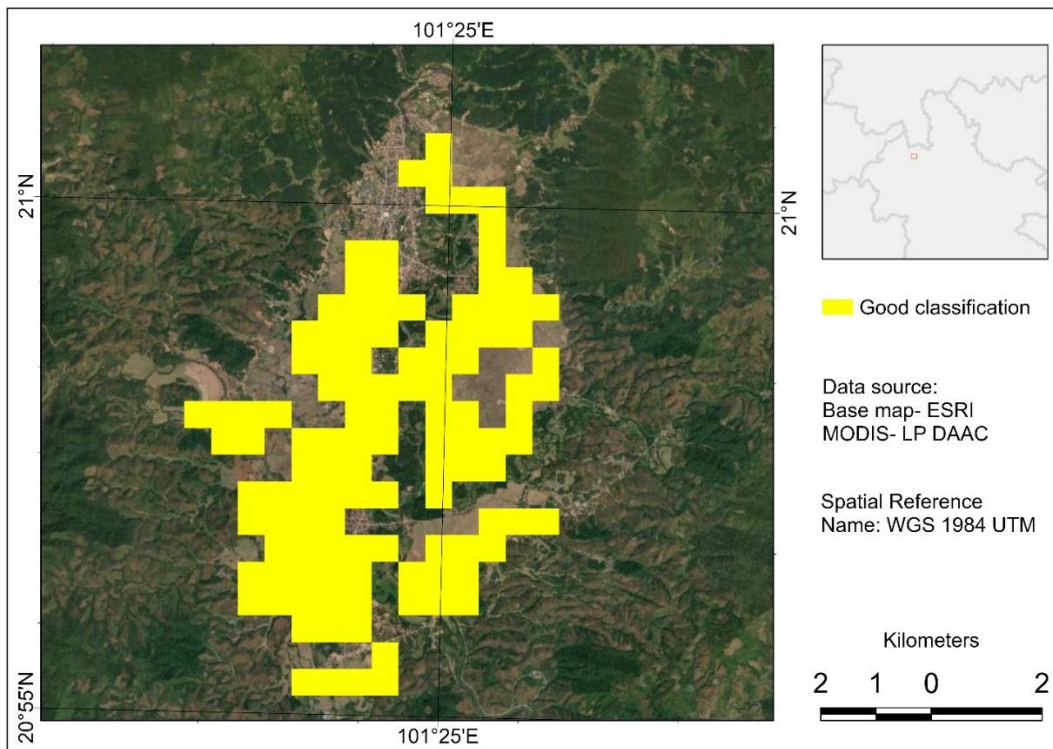 101°25'E
21°N
21°N
Good classification
Data source:
Base map- ESRI
MODIS- LP DAAC
Spatial Reference
Name: WGS 1984 UTM
Kilometers
2 1 0 2
20°55'N
101°25'E